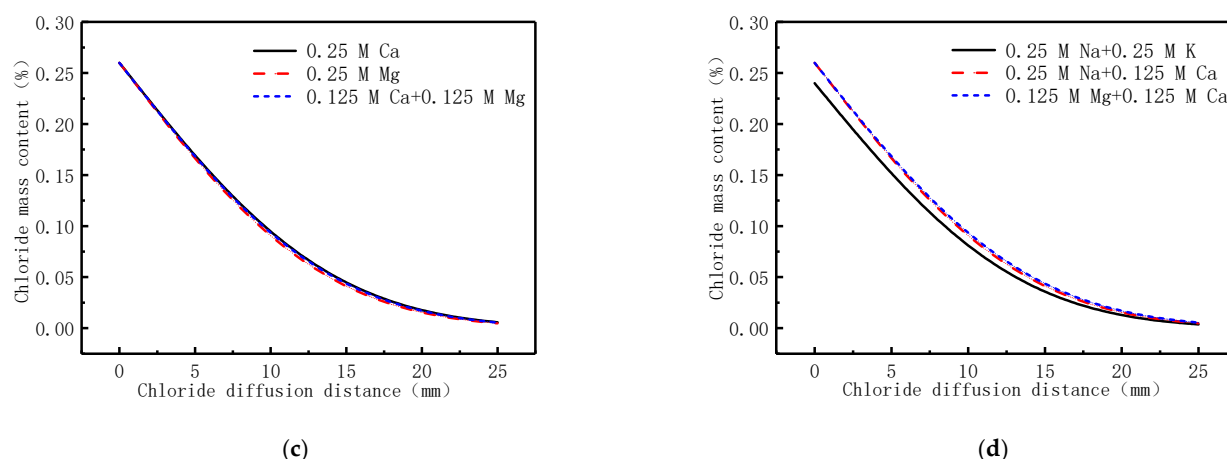 0.30
0.25
0.20
0.15
0.10
0.05
0.00
Chloride mass content (%)
0.25 M Ca
0.25 M Mg
0.125 M Ca+0.125 M Mg
0 5 10 15 20 25
Chloride diffusion distance (mm)
(c)
0.30
0.25
0.20
0.15
0.10
0.05
0.00
Chloride mass content (%)
0.25 M Na+0.25 M K
0.25 M Na+0.125 M Ca
0.125 M Mg+0.125 M Ca
0 5 10 15 20 25
Chloride diffusion distance (mm)
(d)